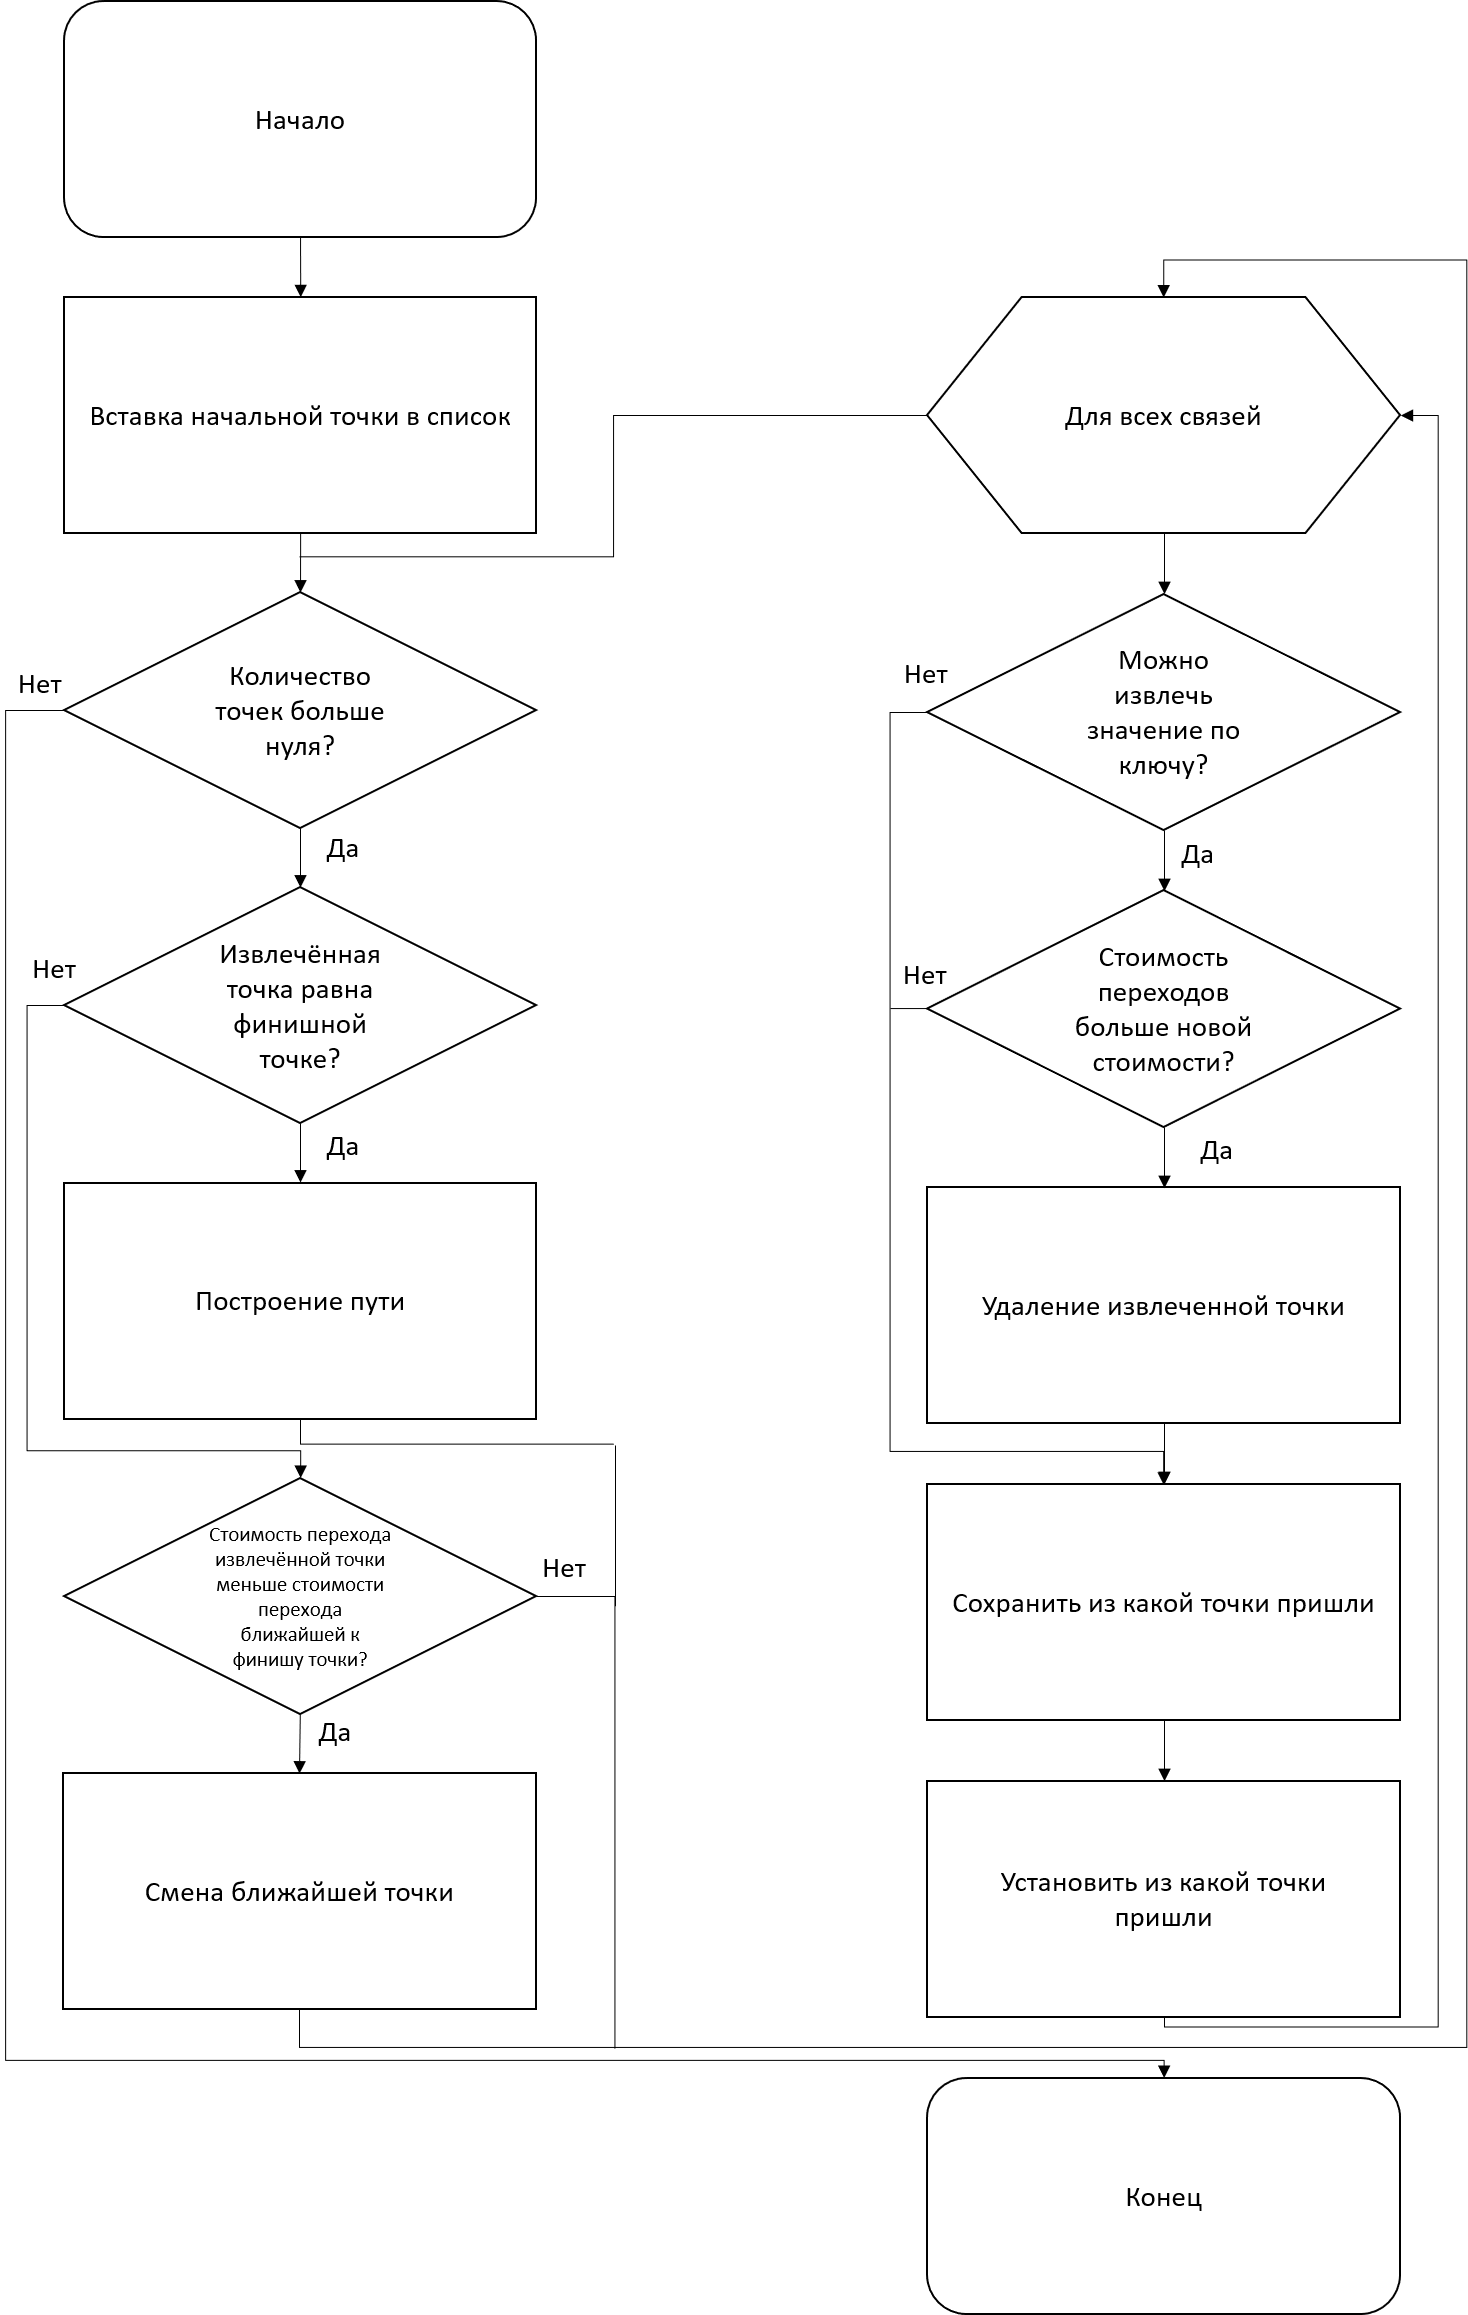 Начало
Вставка начальной точки в список
Нет
Количество
точек больше
нуля?
Да
Нет
Извлечённая
точка равна
финишной
точке?
Да
Построение пути
Стоимость перехода
извлечённой точки
меньше стоимости
перехода
ближайшей к
финишу точки?
Нет
Да
Смена ближайшей точки
Для всех связей
Нет
Можно
извлечь
значение по
ключу?
Да
Нет
Стоимость
переходов
больше новой
стоимости?
Да
Удаление извлеченной точки
Сохранить из какой точки пришли
Установить из какой точки
пришли
Конец